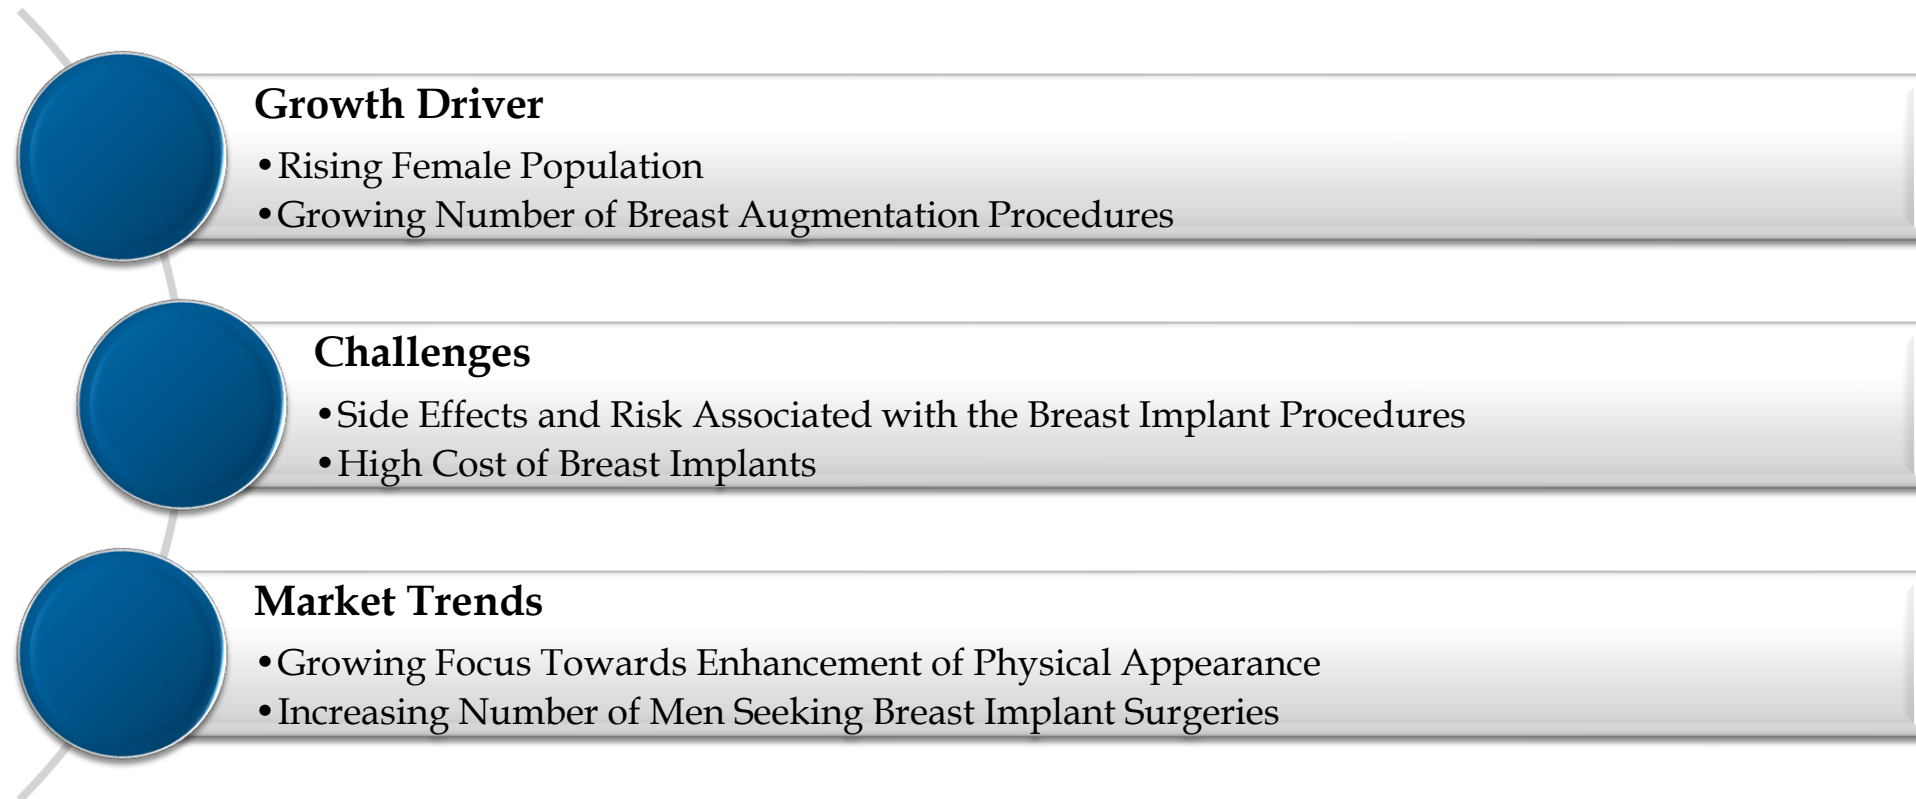 Growth Driver
•Rising Female Population
•Growing Number of Breast Augmentation Procedures
Challenges
•Side Effects and Risk Associated with the Breast Implant Procedures
•High Cost of Breast Implants
Market Trends
•Growing Focus Towards Enhancement of Physical Appearance
•Increasing Number of Men Seeking Breast Implant Surgeries